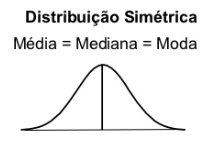 Distribuição Simétrica
Média = Mediana = Moda